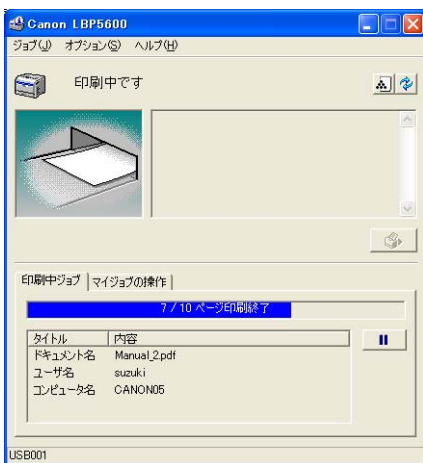 Canon LBP5600
ジョブ(J) オプション(S) ヘルプ(H)
印刷中です
印刷中ジョブ マイジョブの操作
7 / 10 ページ印刷終了
タイトル 内容
ドキュメント名 Manual_2.pdf
ユーザ名 suzuki
コンピュータ名 CANON05
USB001